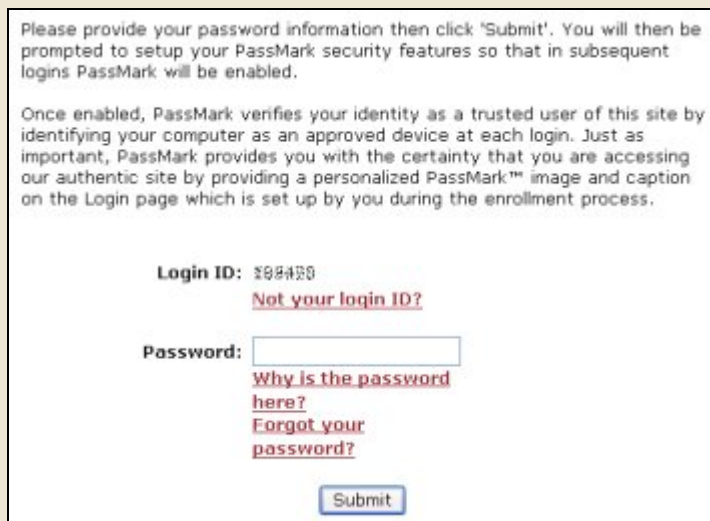 Please provide your password information then click 'Submit'. You will then be
prompted to setup your PassMark security features so that in subsequent
logins PassMark will be enabled.
Once enabled, PassMark verifies your identity as a trusted user of this site by
identifying your computer as an approved device at each login. Just as
important, PassMark provides you with the certainty that you are accessing
our authentic site by providing a personalized PassMark™ image and caption
on the Login page which is set up by you during the enrollment process.
Login ID:
Not your login ID?
Password:
Why is the password
here?
Forgot your
password?
Submit